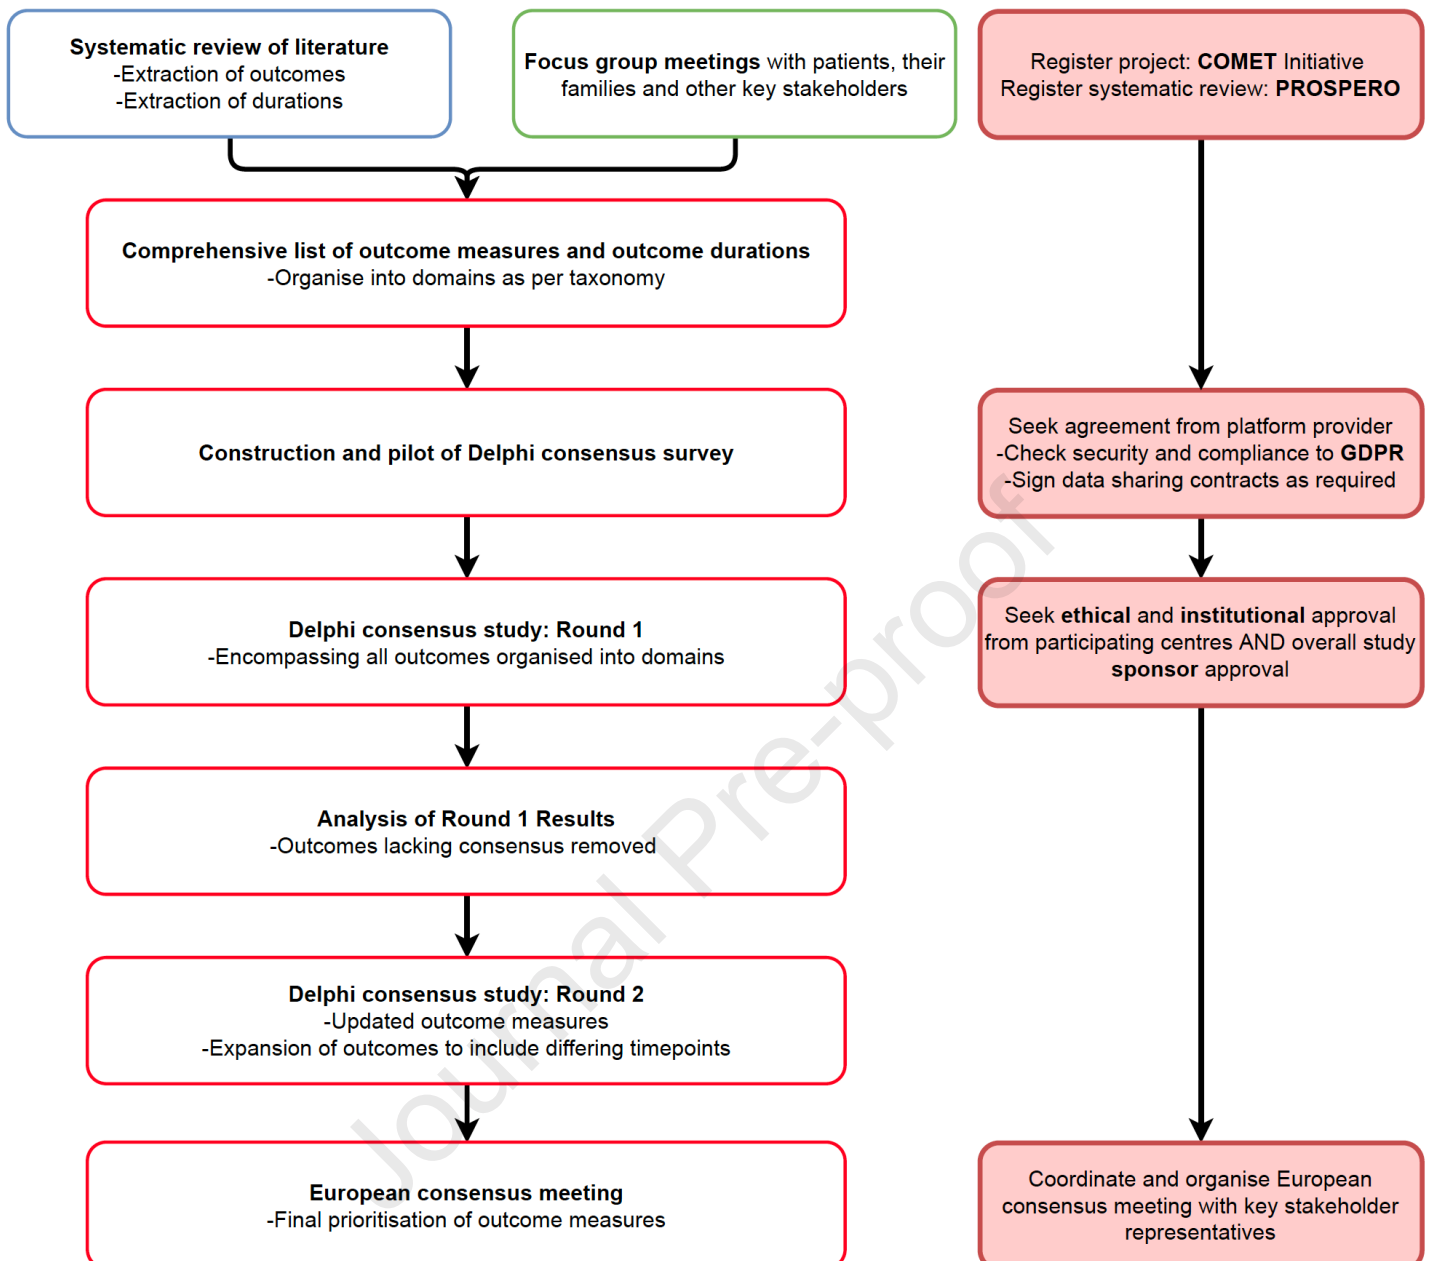 Systematic review of literature
-Extraction of outcomes
-Extraction of durations
Focus group meetings with patients, their
families and other key stakeholders
Register project: COMET Initiative
Register systematic review: PROSPERO
Comprehensive list of outcome measures and outcome durations
-Organise into domains as per taxonomy
Construction and pilot of Delphi consensus survey
Seek agreement from platform provider
-Check security and compliance to GDPR
-Sign data sharing contracts as required
Delphi consensus study: Round 1
-Encompassing all outcomes organised into domains
Seek ethical and institutional approval
from participating centres AND overall study
sponsor approval
Analysis of Round 1 Results
-Outcomes lacking consensus removed
Delphi consensus study: Round 2
-Updated outcome measures
-Expansion of outcomes to include differing timepoints
European consensus meeting
-Final prioritisation of outcome measures
Coordinate and organise European
consensus meeting with key stakeholder
representatives
Journal Pre-proof